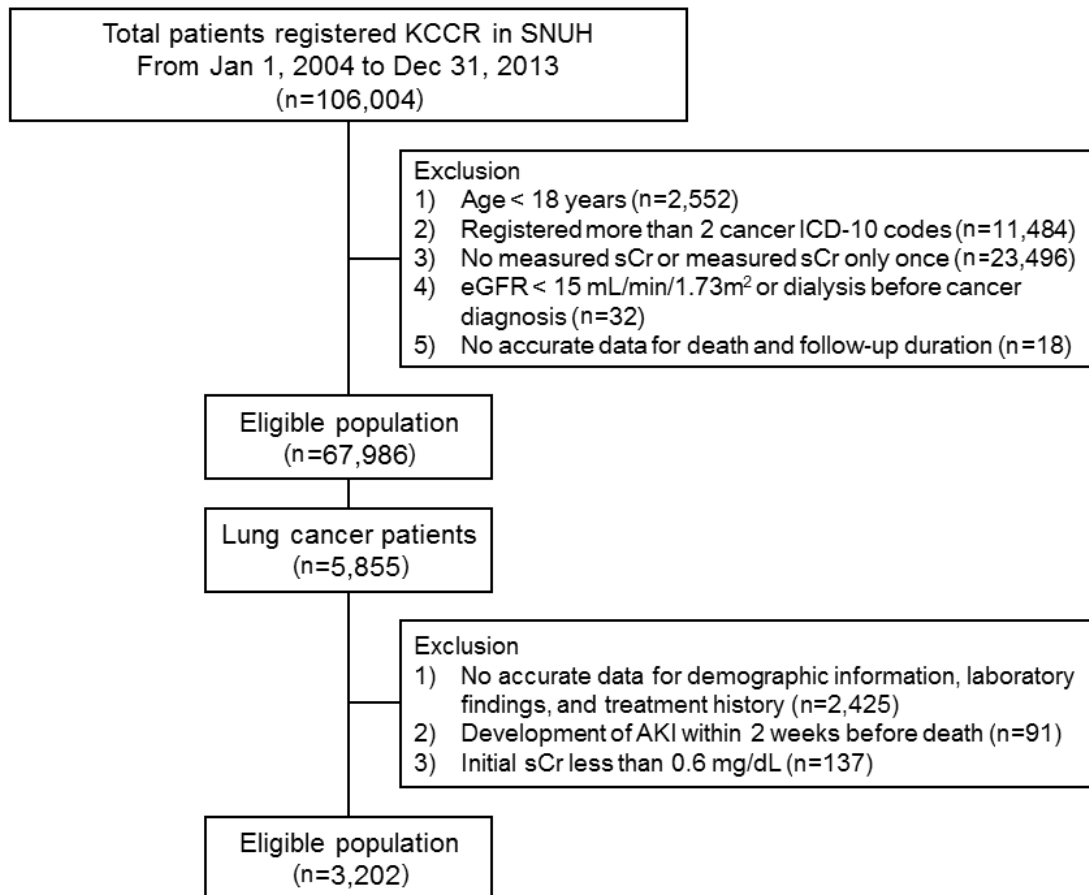 Total patients registered KCCR in SNUH
From Jan 1, 2004 to Dec 31, 2013
(n=106,004)
Exclusion
1) Age < 18 years (n=2,552)
2) Registered more than 2 cancer ICD-10 codes (n=11,484)
3) No measured sCr or measured sCr only once (n=23,496)
4) eGFR < 15 mL/min/1.73m² or dialysis before cancer
diagnosis (n=32)
5) No accurate data for death and follow-up duration (n=18)
Eligible population
(n=67,986)
Lung cancer patients
(n=5,855)
Exclusion
1) No accurate data for demographic information, laboratory
findings, and treatment history (n=2,425)
2) Development of AKI within 2 weeks before death (n=91)
3) Initial sCr less than 0.6 mg/dL (n=137)
Eligible population
(n=3,202)